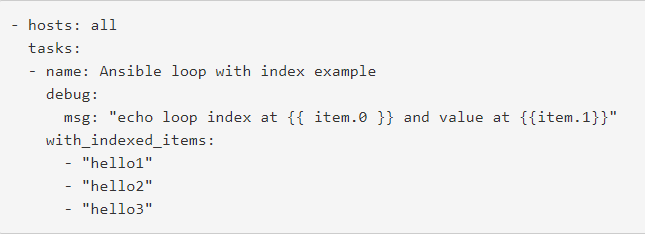 - hosts: all
  tasks:
  - name: Ansible loop with index example
    debug:
      msg: "echo loop index at {{ item.0 }} and value at {{item.1}}"
    with_indexed_items:
      - "hello1"
      - "hello2"
      - "hello3"